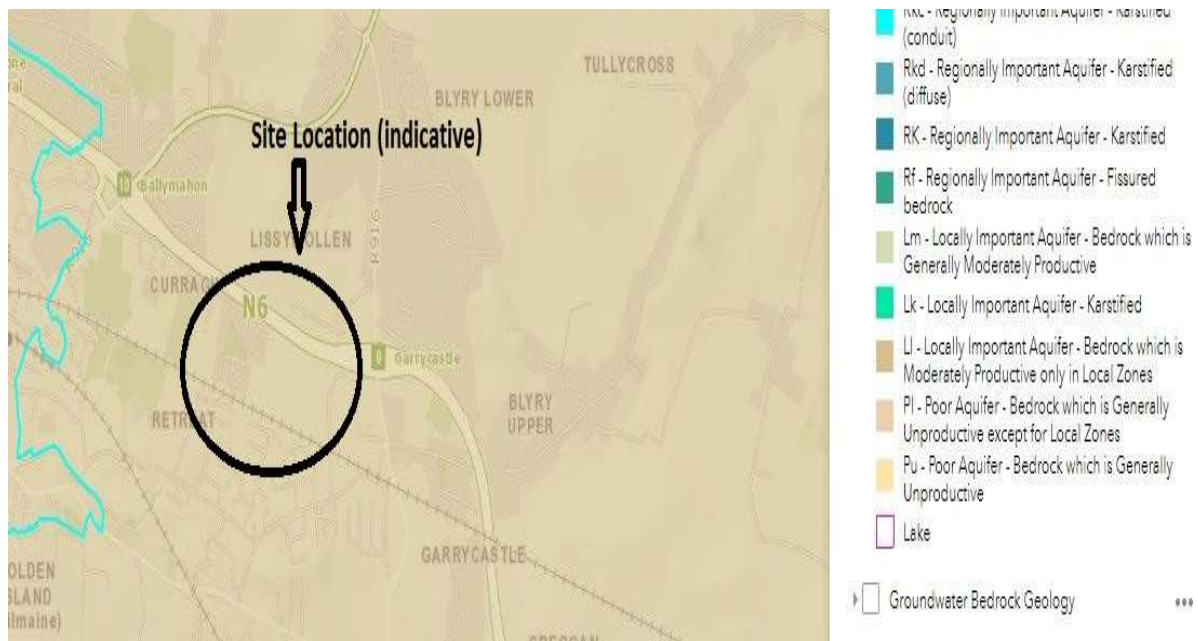 TULLYCROSS
BLYRY LOWER
Site Location (indicative)
10 Ballymahon
R916
CURRAGH
N6
9 Garrycastle
RETREAT
BLYRY
UPPER
GARRYCASTLE
(conduit)
Rkd - Regionally Important Aquifer - Karstified
(diffuse)
RK - Regionally Important Aquifer - Karstified
Rf - Regionally Important Aquifer - Fissured
bedrock
Lm - Locally Important Aquifer - Bedrock which is
Generally Moderately Productive
Lk - Locally Important Aquifer - Karstified
Ll - Locally Important Aquifer - Bedrock which is
Moderately Productive only in Local Zones
Pl - Poor Aquifer - Bedrock which is Generally
Unproductive except for Local Zones
Pu - Poor Aquifer - Bedrock which is Generally
Unproductive
Lake
Groundwater Bedrock Geology